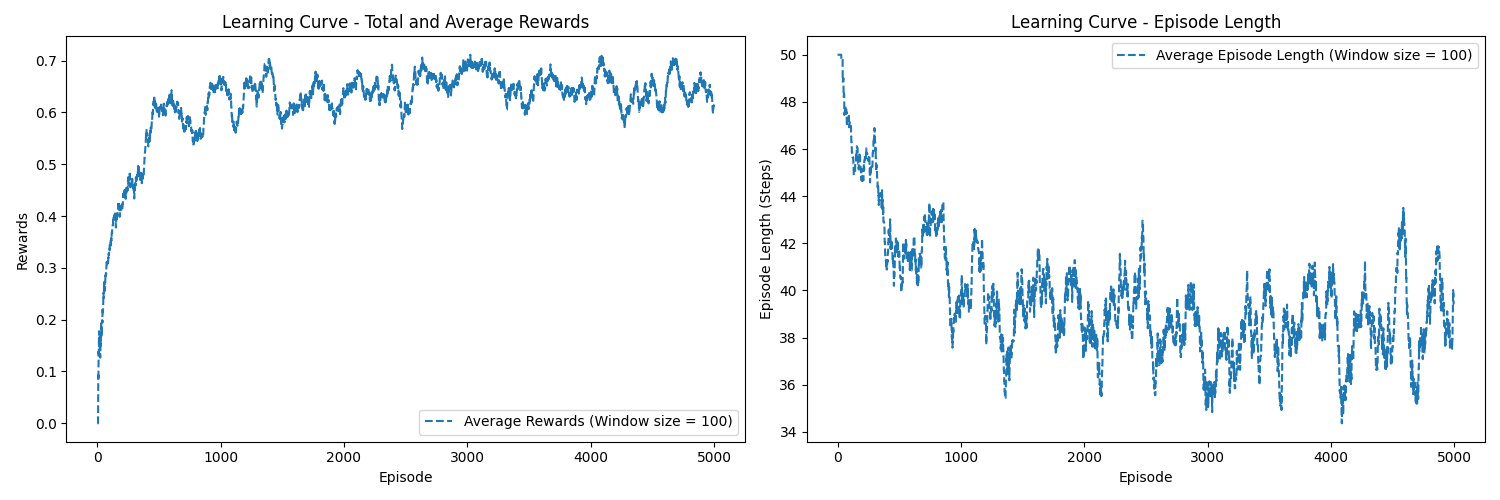 Learning Curve - Total and Average Rewards
Rewards
0.7
0.6
0.5
0.4
0.3
0.2
0.1
0.0
Average Rewards (Window size = 100)
0 1000 2000 3000 4000 5000
Episode
Learning Curve - Episode Length
Episode Length (Steps)
50
48
46
44
42
40
38
36
34
Average Episode Length (Window size = 100)
0 1000 2000 3000 4000 5000
Episode